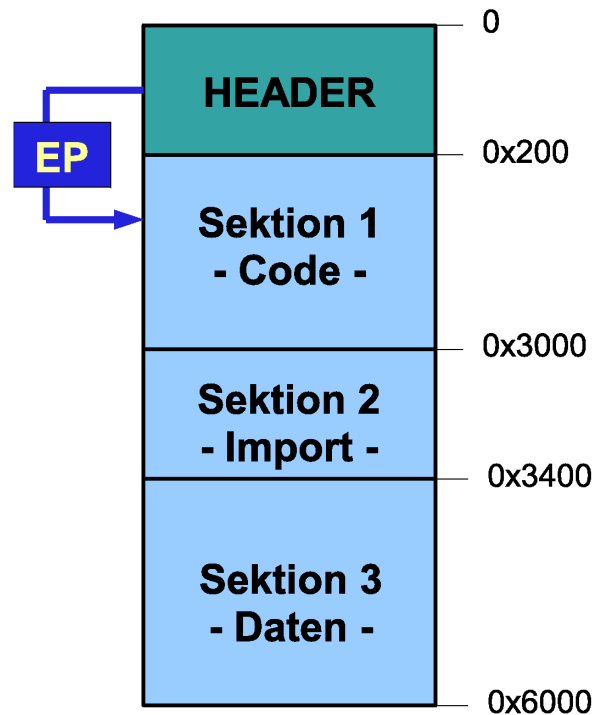 0
HEADER
EP
0x200
Sektion 1
- Code -
0x3000
Sektion 2
- Import -
0x3400
Sektion 3
- Daten -
0x6000